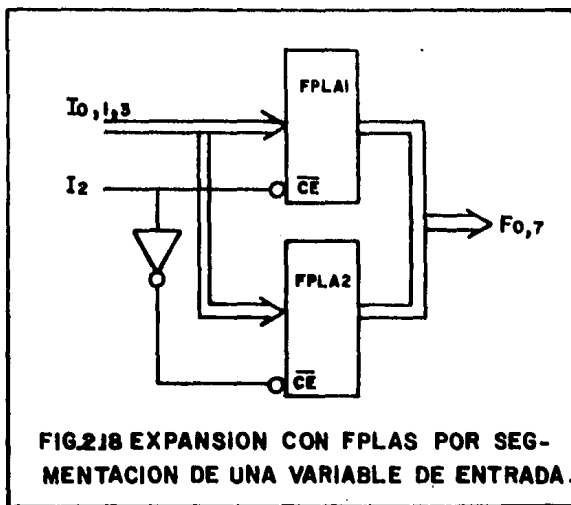 FPLA1
I0,1,3
I2
CE
F0,7
FPLA2
CE
FIG.2.18 EXPANSION CON FPLAS POR SEG-
MENTACION DE UNA VARIABLE DE ENTRADA.